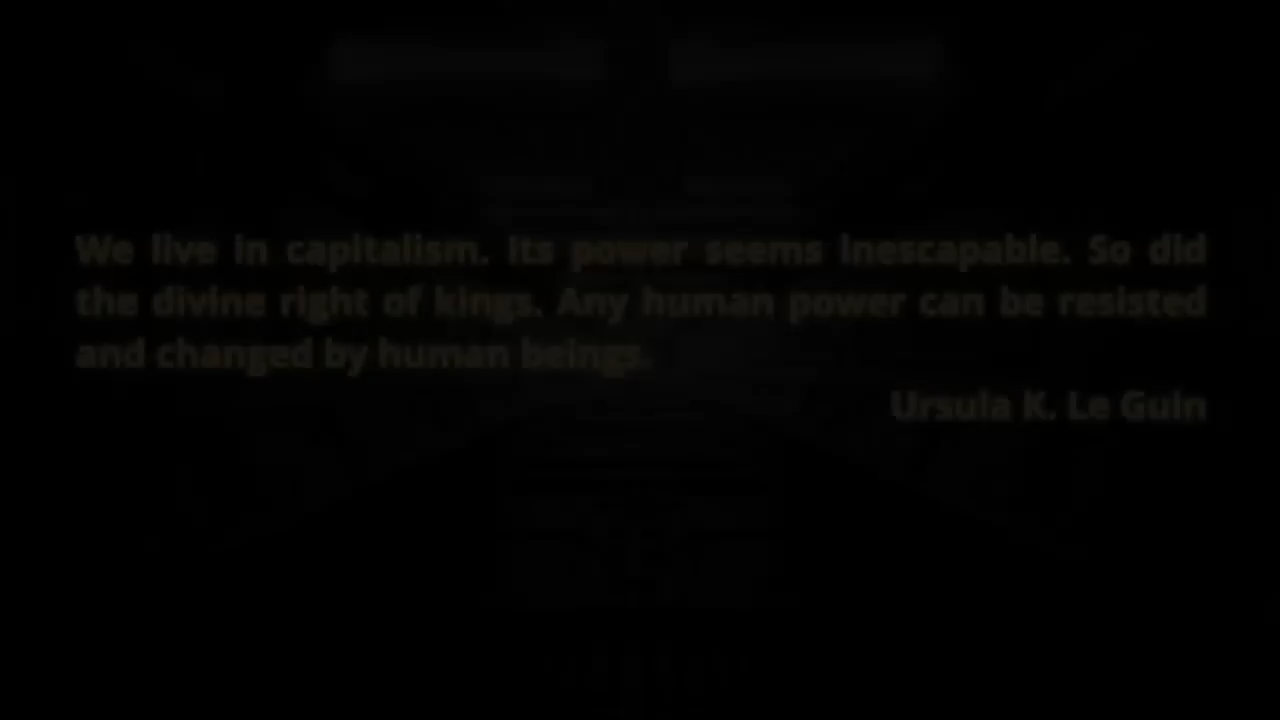 We live in capitalism. Its power seems inescapable. So did
the divine right of kings. Any human power can be resisted
and changed by human beings.
Ursula K. Le Guin